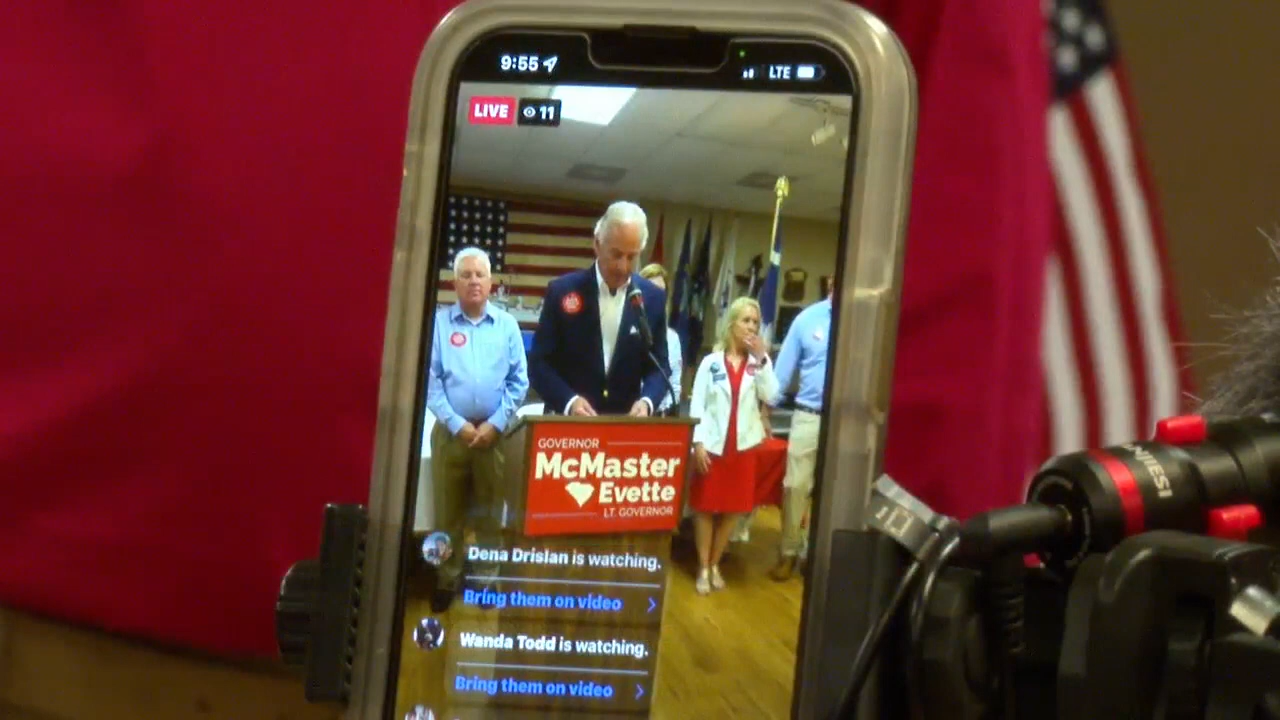 9:55
LTE
LIVE
11
GOVERNOR
McMaster
Evette
LT. GOVERNOR
Dena Drislan is watching.
Bring them on video
Wanda Todd is watching.
Bring them on video